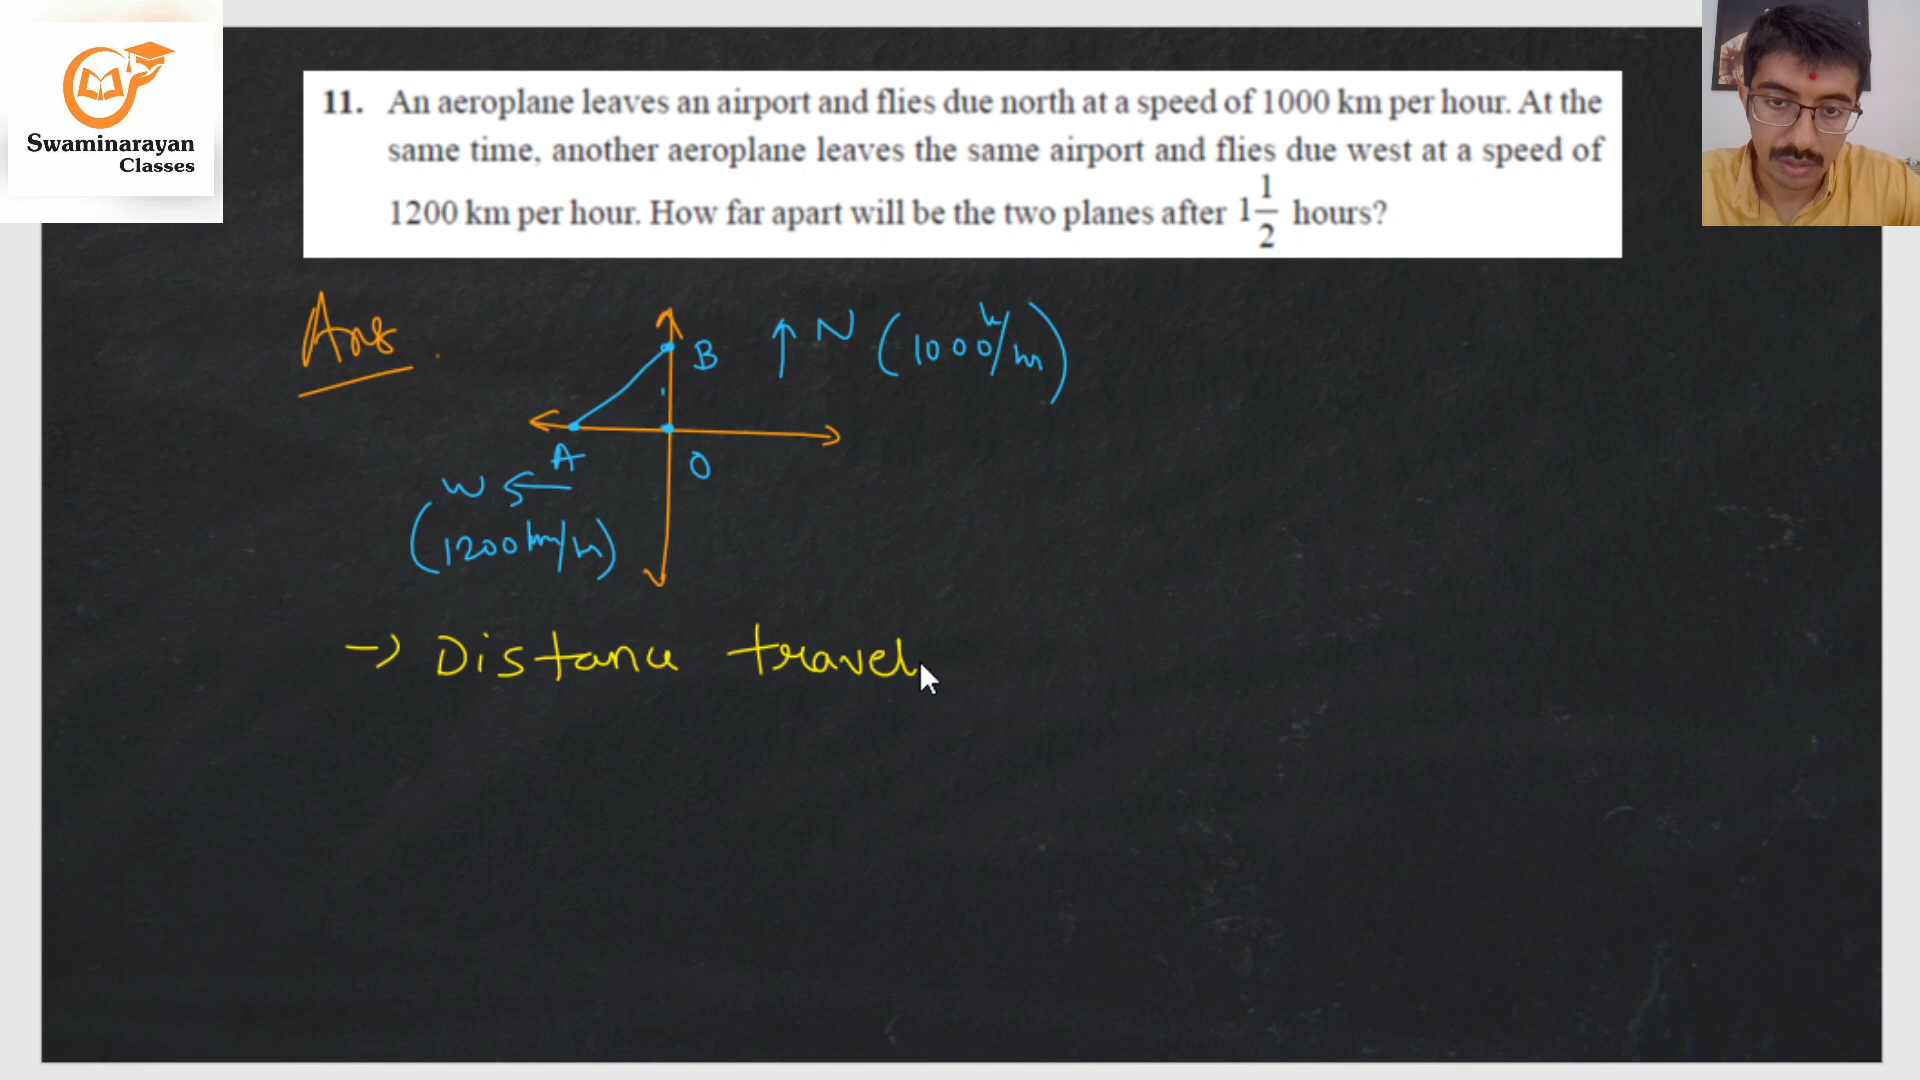 Swaminarayan
Classes
11. An aeroplane leaves an airport and flies due north at a speed of 1000 km per hour. At the
same time, another aeroplane leaves the same airport and flies due west at a speed of
1200 km per hour. How far apart will be the two planes after 1 1/2 hours?
Ans.
B ↑ N (1000 k/hr)
A
O
W ←
(1200 km/hr)
→ Distance travel